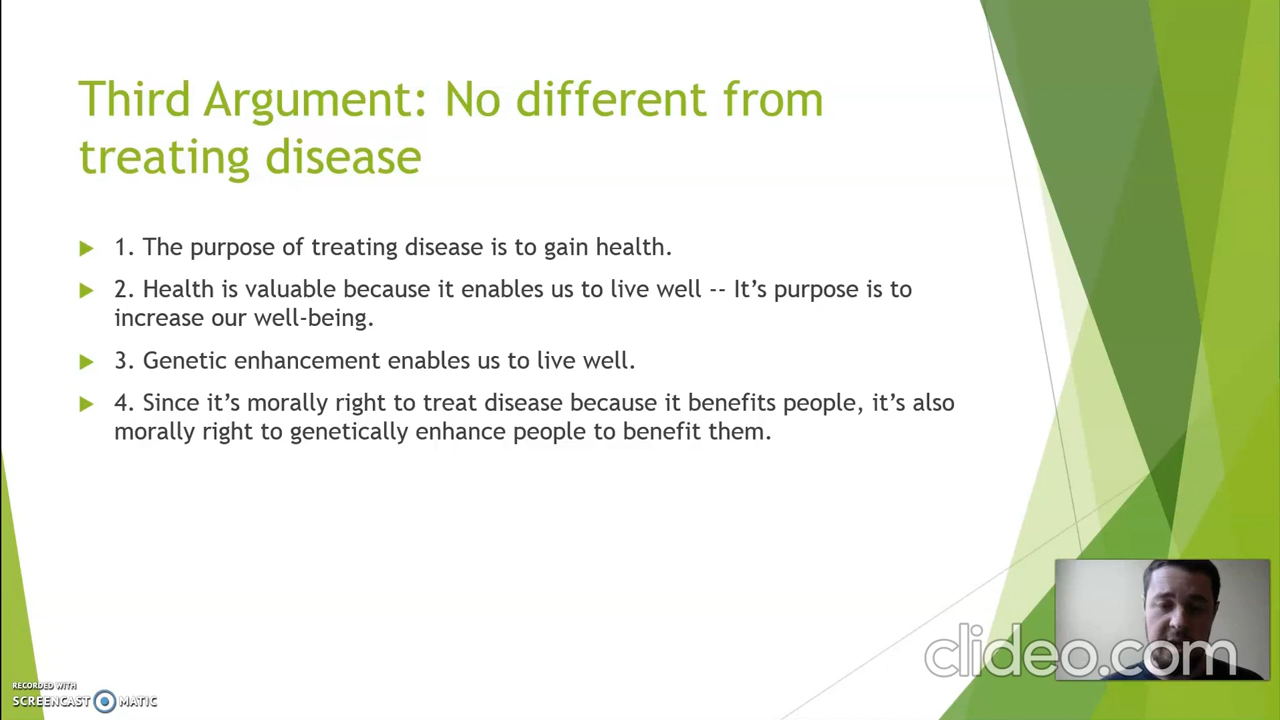 Third Argument: No different from
treating disease
1. The purpose of treating disease is to gain health.
2. Health is valuable because it enables us to live well -- It’s purpose is to
increase our well-being.
3. Genetic enhancement enables us to live well.
4. Since it’s morally right to treat disease because it benefits people, it’s also
morally right to genetically enhance people to benefit them.
clideo.com
RECORDED WITH
SCREENCAST MATIC